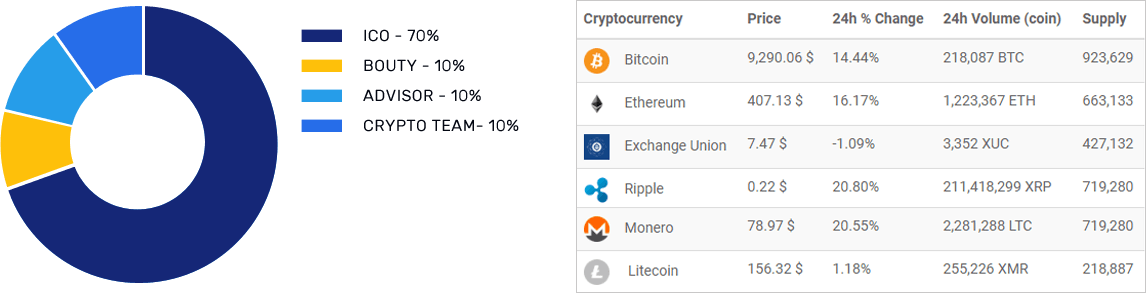 ICO - 70%
BOUTY - 10%
ADVISOR - 10%
CRYPTO TEAM- 10%
Cryptocurrency Price 24h % Change 24h Volume (coin) Supply
Bitcoin 9,290.06 $ 14.44% 218,087 BTC 923,629
Ethereum 407.13 $ 16.17% 1,223,367 ETH 663,133
Exchange Union 7.47 $ -1.09% 3,352 XUC 427,132
Ripple 0.22 $ 20.80% 211,418,299 XRP 719,280
Monero 78.97 $ 20.55% 2,281,288 LTC 719,280
Litecoin 156.32 $ 1.18% 255,226 XMR 218,887